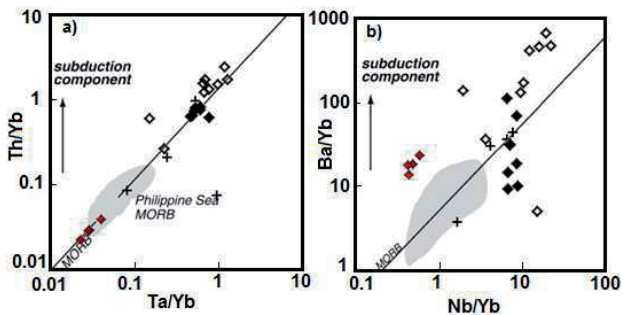 a)
10
1
0.1
0.01
Th/Yb
subduction
component
Philippine Sea
MORB
MORB
0.01
0.1
1
10
Ta/Yb
b)
1000
100
10
1
Ba/Yb
subduction
component
MORB
0.1
1
10
100
Nb/Yb